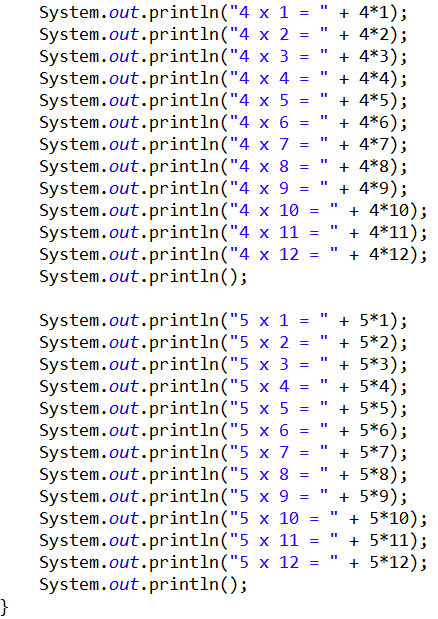 System.out.println("4 x 1 = " + 4*1);
System.out.println("4 x 2 = " + 4*2);
System.out.println("4 x 3 = " + 4*3);
System.out.println("4 x 4 = " + 4*4);
System.out.println("4 x 5 = " + 4*5);
System.out.println("4 x 6 = " + 4*6);
System.out.println("4 x 7 = " + 4*7);
System.out.println("4 x 8 = " + 4*8);
System.out.println("4 x 9 = " + 4*9);
System.out.println("4 x 10 = " + 4*10);
System.out.println("4 x 11 = " + 4*11);
System.out.println("4 x 12 = " + 4*12);
System.out.println();

System.out.println("5 x 1 = " + 5*1);
System.out.println("5 x 2 = " + 5*2);
System.out.println("5 x 3 = " + 5*3);
System.out.println("5 x 4 = " + 5*4);
System.out.println("5 x 5 = " + 5*5);
System.out.println("5 x 6 = " + 5*6);
System.out.println("5 x 7 = " + 5*7);
System.out.println("5 x 8 = " + 5*8);
System.out.println("5 x 9 = " + 5*9);
System.out.println("5 x 10 = " + 5*10);
System.out.println("5 x 11 = " + 5*11);
System.out.println("5 x 12 = " + 5*12);
System.out.println();
}